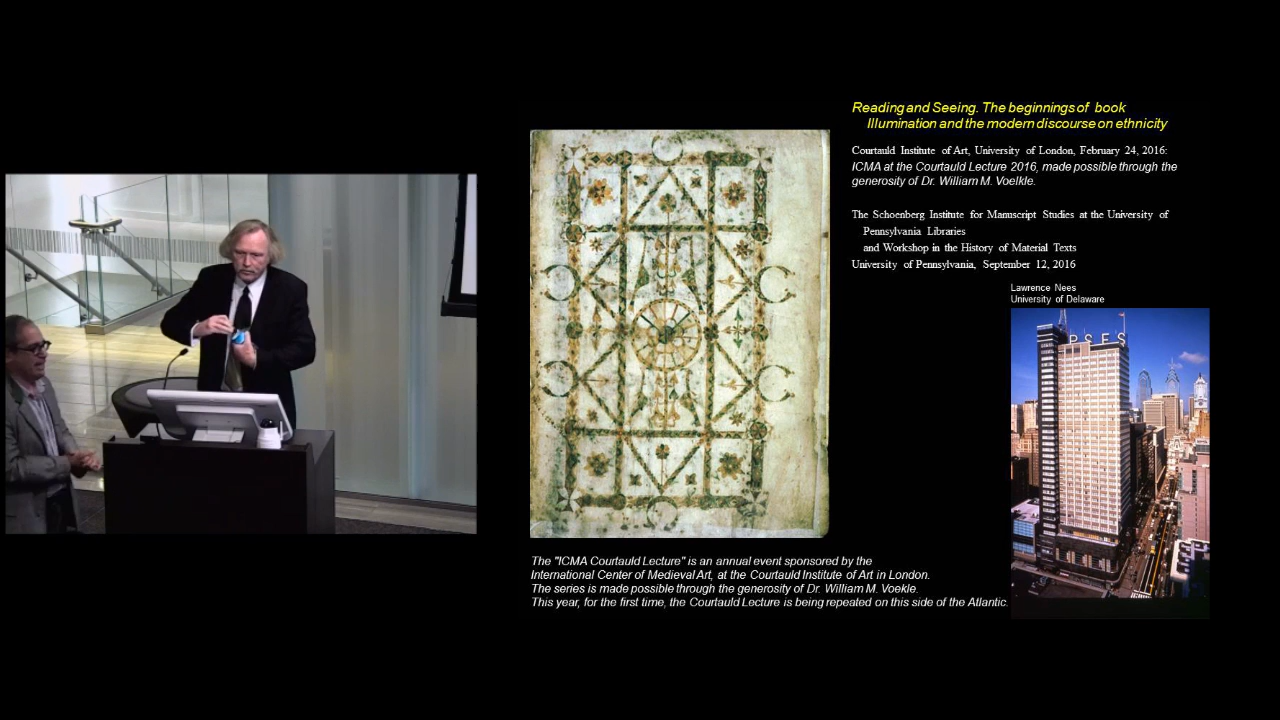 Reading and Seeing. The beginnings of book
Illumination and the modern discourse on ethnicity
Courtauld Institute of Art, University of London, February 24, 2016:
ICMA at the Courtauld Lecture 2016, made possible through the
generosity of Dr. William M. Voelkle.
The Schoenberg Institute for Manuscript Studies at the University of
Pennsylvania Libraries
and Workshop in the History of Material Texts
University of Pennsylvania, September 12, 2016
Lawrence Nees
University of Delaware
PSFS
The "ICMA Courtauld Lecture" is an annual event sponsored by the
International Center of Medieval Art, at the Courtauld Institute of Art in London.
The series is made possible through the generosity of Dr. William M. Voekle.
This year, for the first time, the Courtauld Lecture is being repeated on this side of the Atlantic.